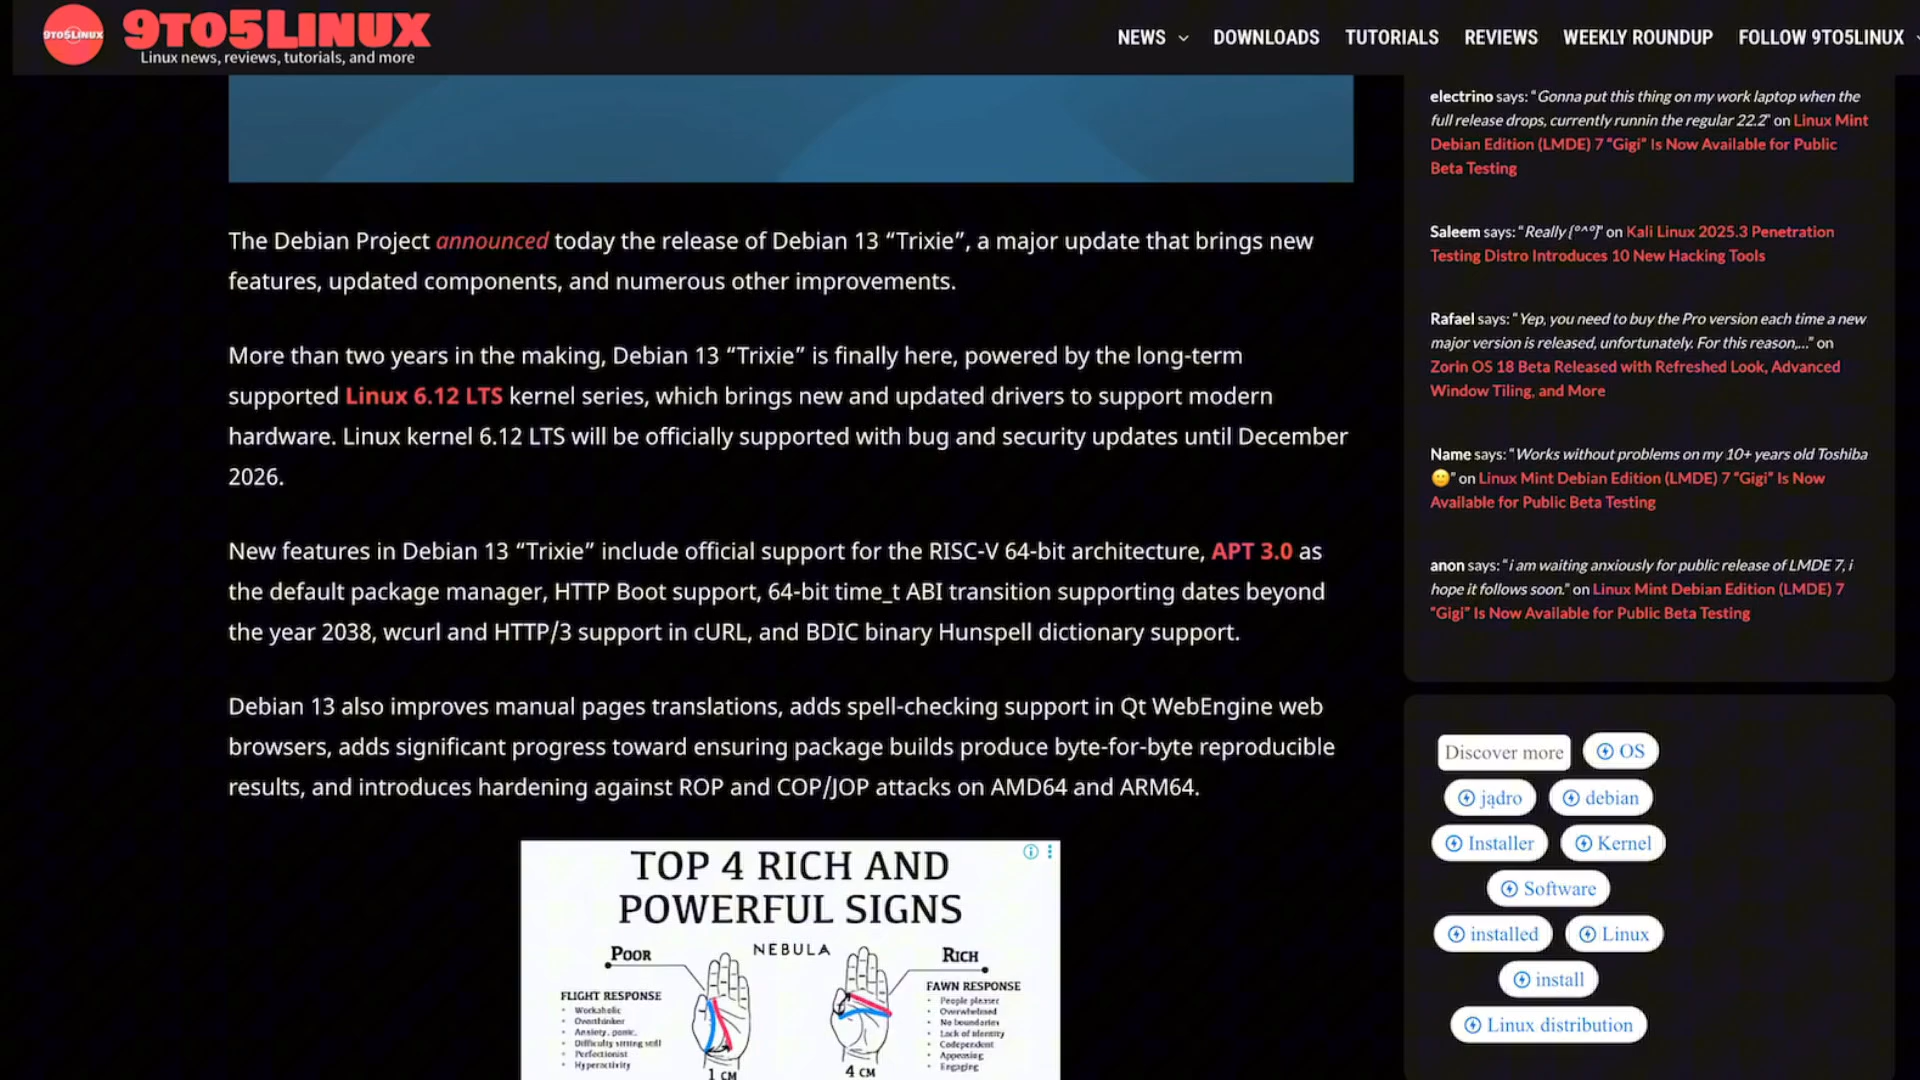 9TO5LINUX
9TO5LINUX
Linux news, reviews, tutorials, and more
NEWS DOWNLOADS TUTORIALS REVIEWS WEEKLY ROUNDUP FOLLOW 9TO5LINUX
The Debian Project announced today the release of Debian 13 “Trixie”, a major update that brings new
features, updated components, and numerous other improvements.
More than two years in the making, Debian 13 “Trixie” is finally here, powered by the long-term
supported Linux 6.12 LTS kernel series, which brings new and updated drivers to support modern
hardware. Linux kernel 6.12 LTS will be officially supported with bug and security updates until December
2026.
New features in Debian 13 “Trixie” include official support for the RISC-V 64-bit architecture, APT 3.0 as
the default package manager, HTTP Boot support, 64-bit time_t ABI transition supporting dates beyond
the year 2038, wcurl and HTTP/3 support in cURL, and BDIC binary Hunspell dictionary support.
Debian 13 also improves manual pages translations, adds spell-checking support in Qt WebEngine web
browsers, adds significant progress toward ensuring package builds produce byte-for-byte reproducible
results, and introduces hardening against ROP and COP/JOP attacks on AMD64 and ARM64.
TOP 4 RICH AND
POWERFUL SIGNS
NEBULA
POOR
FLIGHT RESPONSE
• Workaholic
• Overthinker
• Anxiety, panic,
• Difficulty sitting still
• Perfectionist
• Hyperactivity
1 CM
RICH
FAWN RESPONSE
• People pleaser
• Overwhelmed
• No boundaries
• Lack of identity
• Codependent
• Appeasing
• Engaging
4 CM
electrino says: “Gonna put this thing on my work laptop when the
full release drops, currently runnin the regular 22.2” on Linux Mint
Debian Edition (LMDE) 7 “Gigi” Is Now Available for Public
Beta Testing
Saleem says: “Really [°^°]” on Kali Linux 2025.3 Penetration
Testing Distro Introduces 10 New Hacking Tools
Rafael says: “Yep, you need to buy the Pro version each time a new
major version is released, unfortunately. For this reason,…” on
Zorin OS 18 Beta Released with Refreshed Look, Advanced
Window Tiling, and More
Name says: “Works without problems on my 10+ years old Toshiba
🙂” on Linux Mint Debian Edition (LMDE) 7 “Gigi” Is Now
Available for Public Beta Testing
anon says: “i am waiting anxiously for public release of LMDE 7, i
hope it follows soon.” on Linux Mint Debian Edition (LMDE) 7
“Gigi” Is Now Available for Public Beta Testing
Discover more OS
jądro debian
Installer Kernel
Software
installed Linux
install
Linux distribution